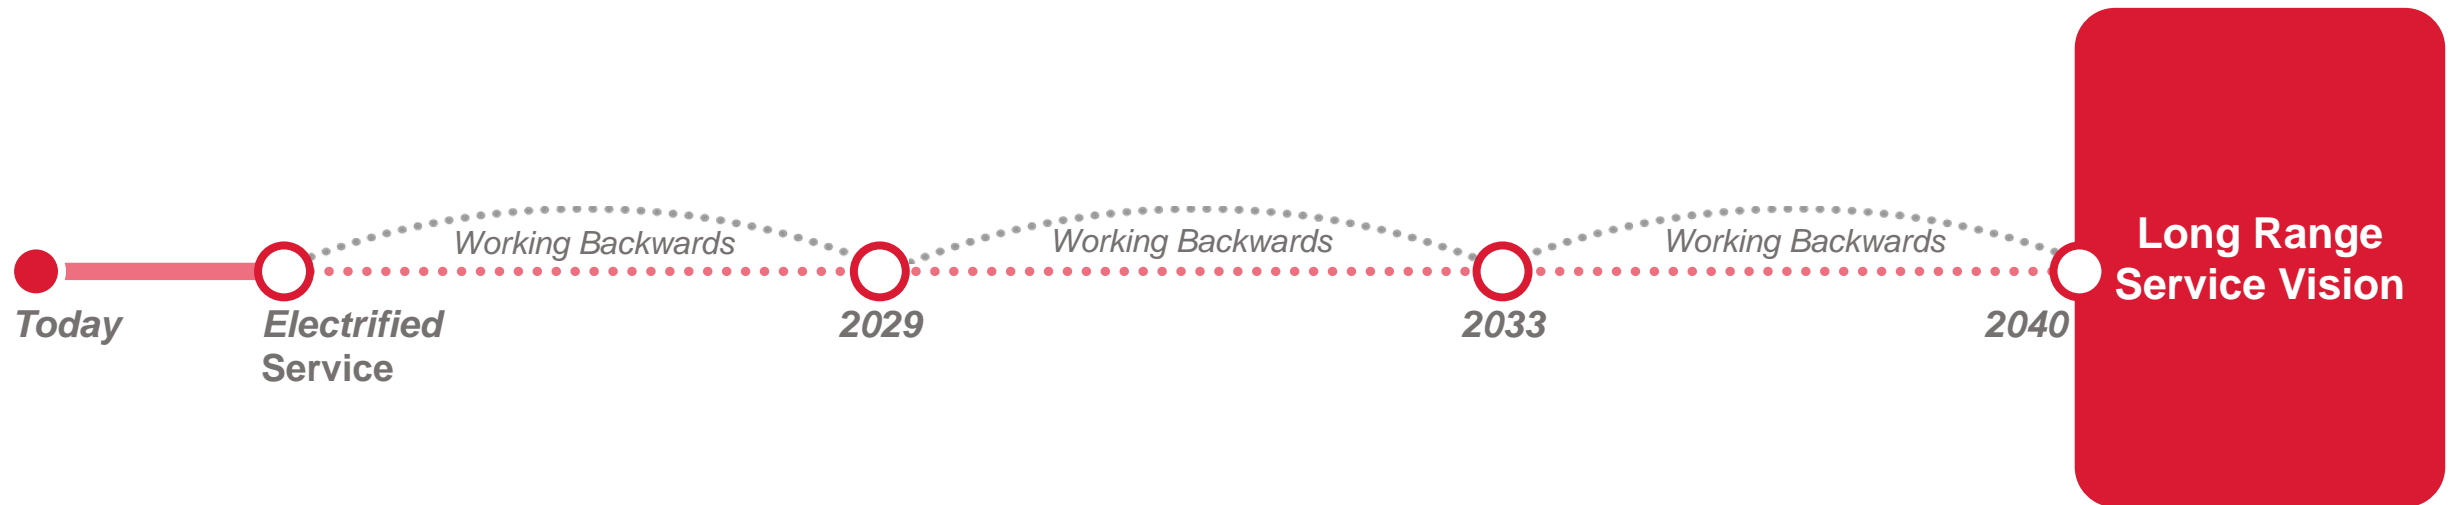 Working Backwards
Working Backwards
Working Backwards
Long Range
Service Vision
Today
Electrified
Service
2029
2033
2040